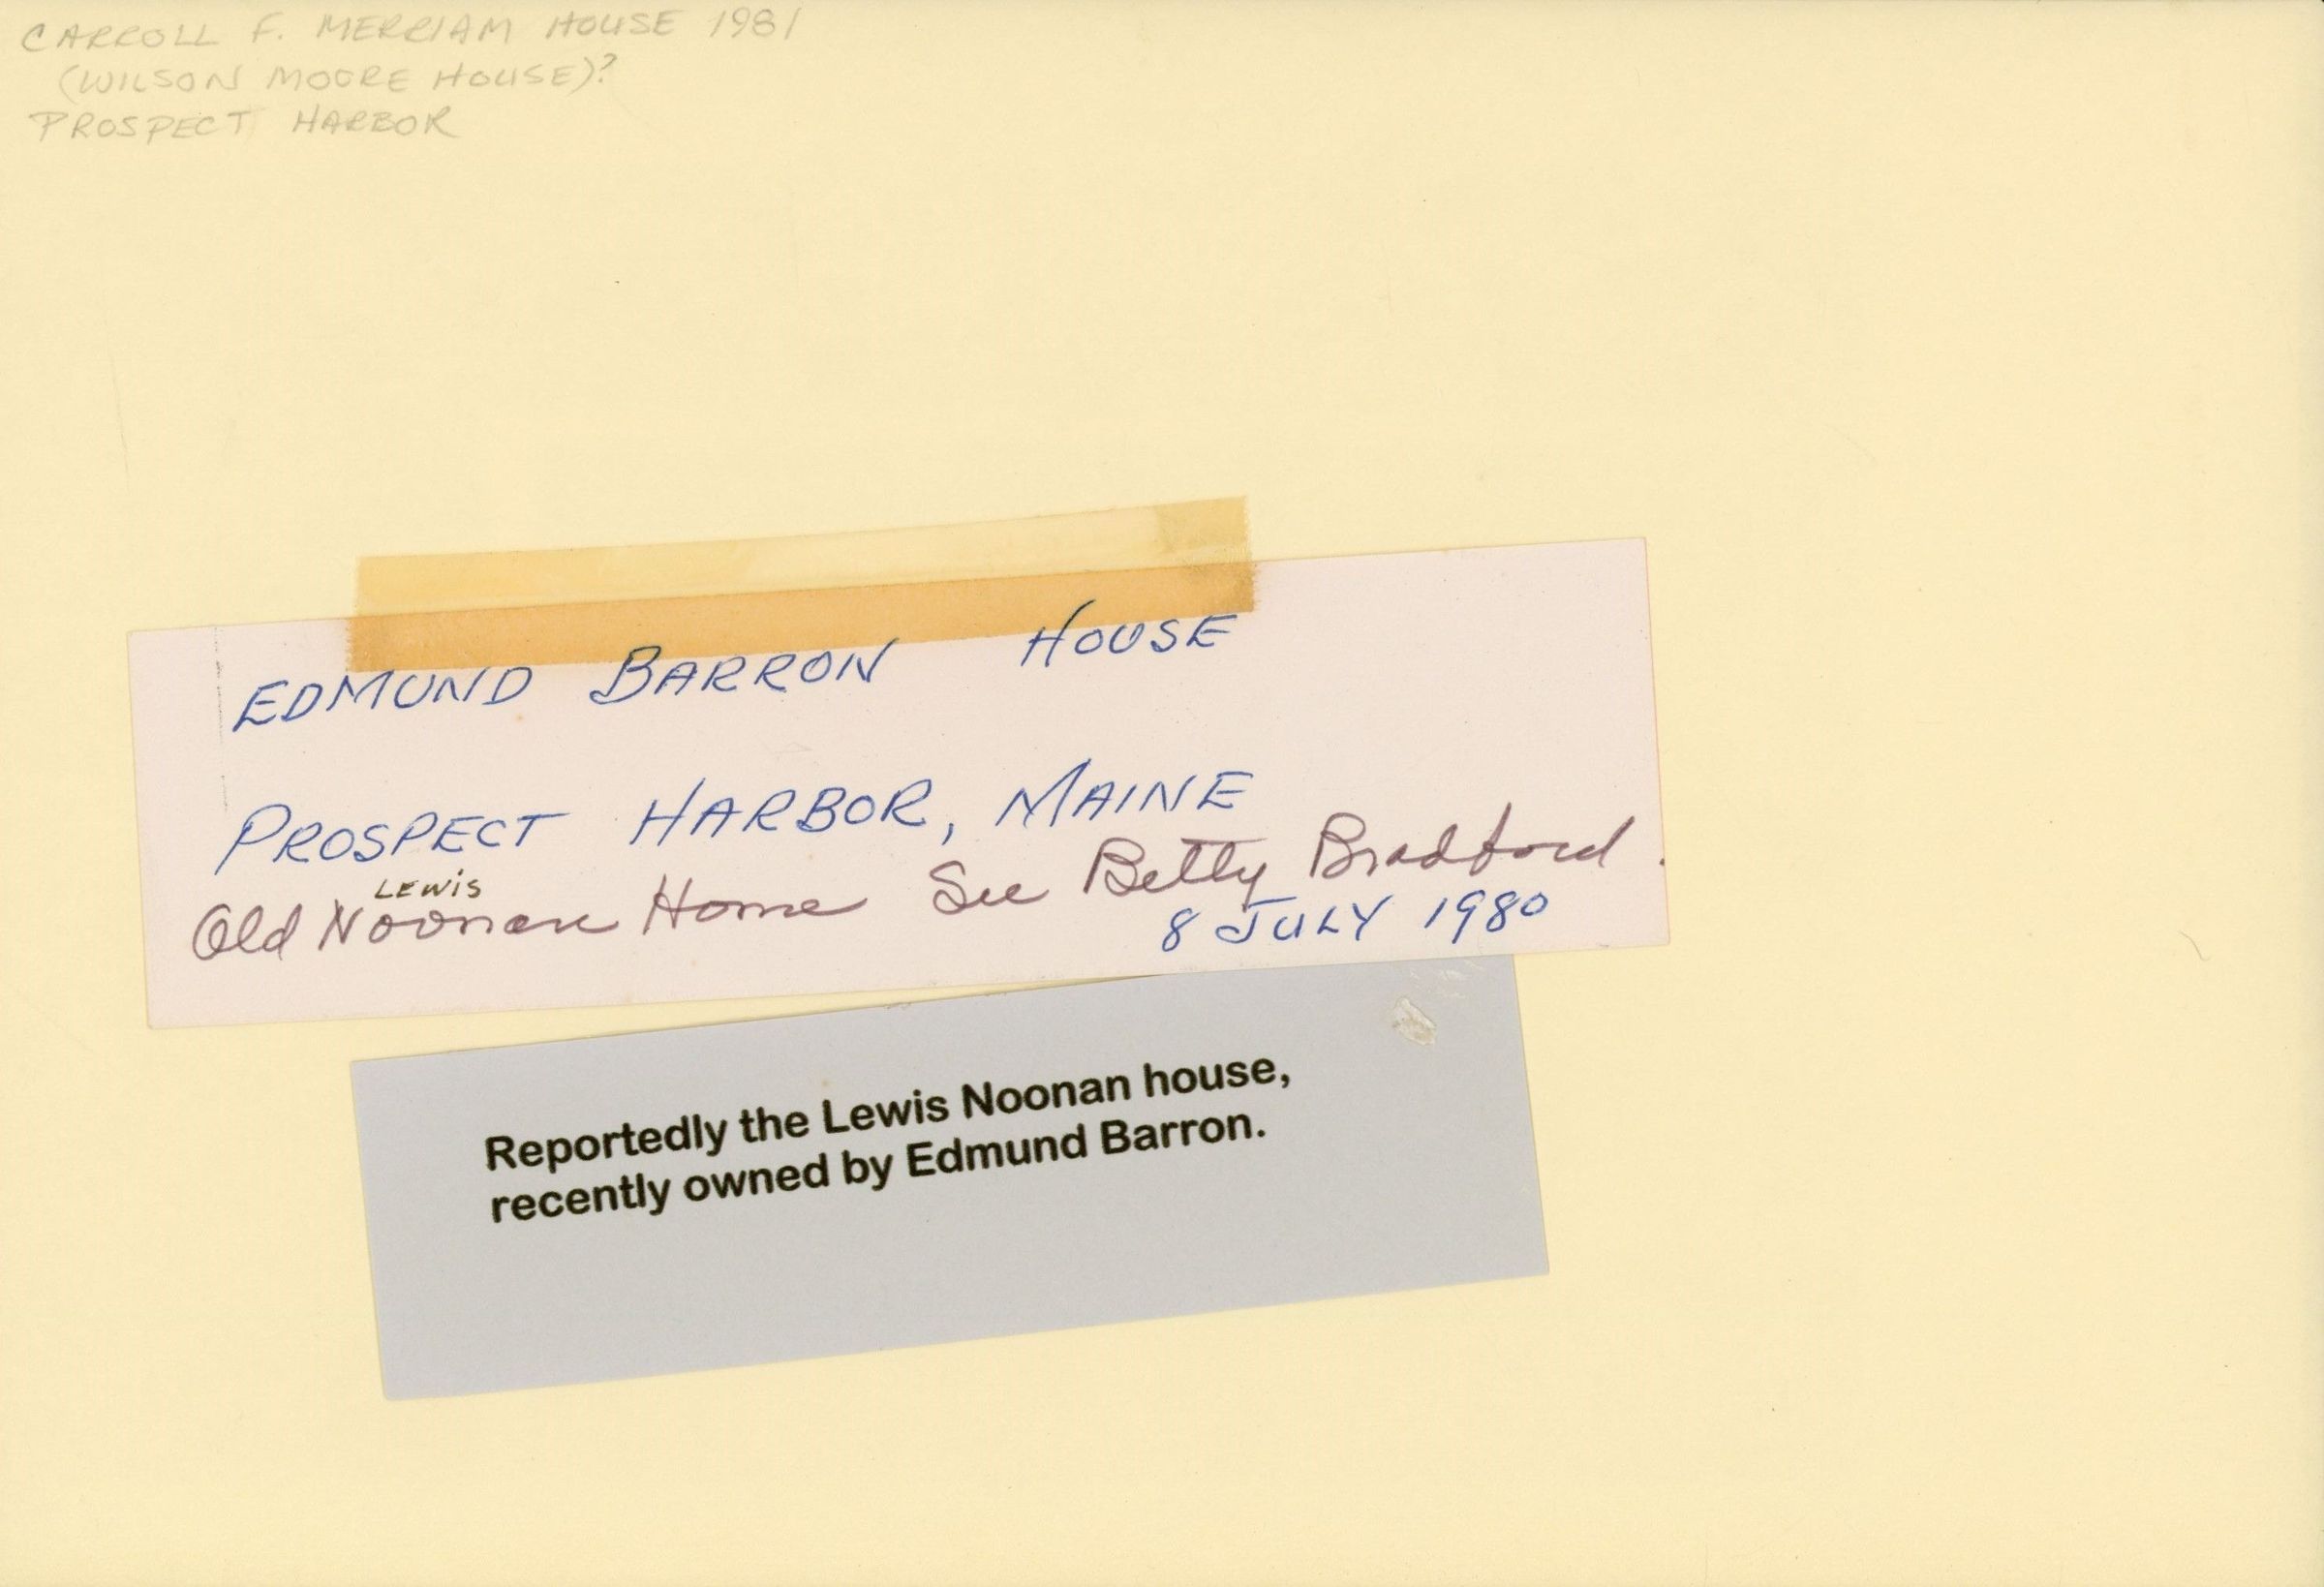 CARROLL F. MERRIAM HOUSE 1981
(WILSON MOORE HOUSE)?
PROSPECT HARBOR
EDMUND BARRON HOUSE
PROSPECT HARBOR, MAINE
LEWIS
Old Noonan Home See Betty Bradford.
8 JULY 1980
Reportedly the Lewis Noonan house,
recently owned by Edmund Barron.